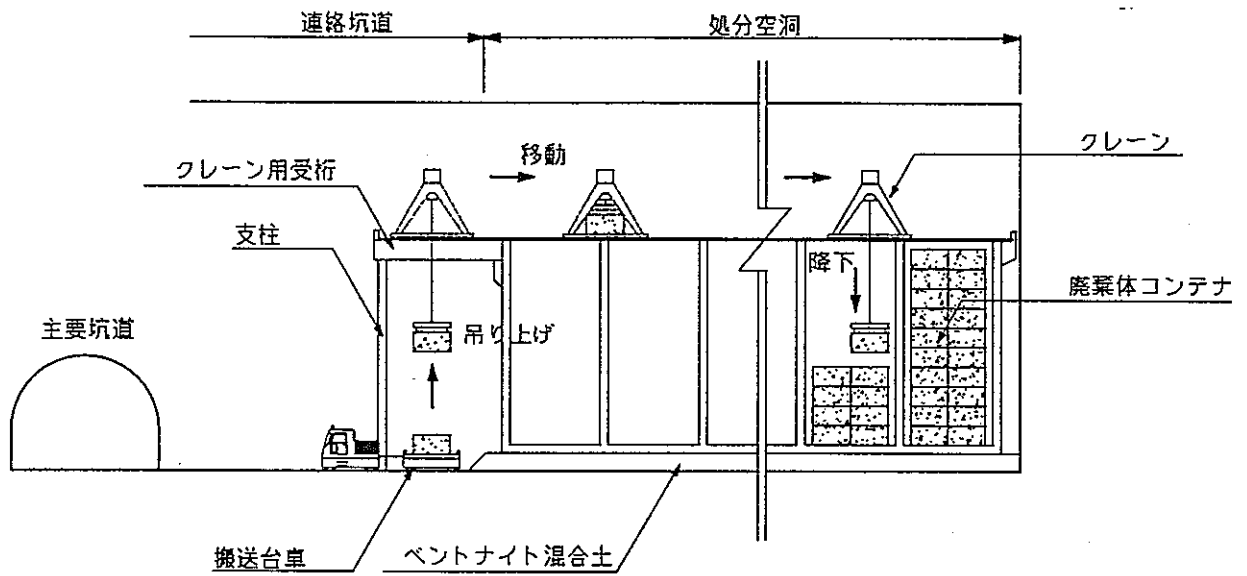 連絡坑道
処分空洞
クレーン
移動
クレーン用受桁
支柱
降下
廃棄体コンテナ
吊り上げ
主要坑道
搬送台車
ベントナイト混合土